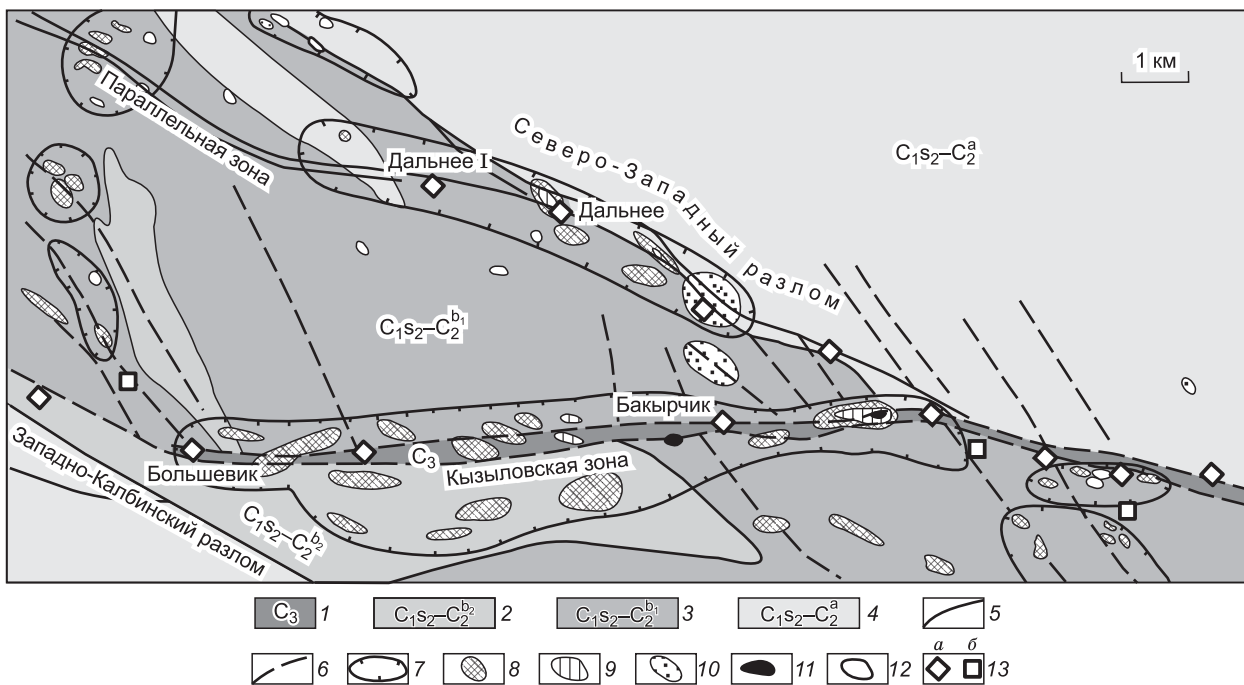 1 км
Параллельная зона
Северо-Западный разлом
C₁s₂–C₂ᵃ
Дальнее I
Дальнее
C₁s₂–C₂ᵇ¹
Бакырчик
Западно-Калбинский разлом
Большевик
C₃
Кызыловская зона
C₁s₂–C₂ᵇ²
C₃ 1 C₁s₂–C₂ᵇ² 2 C₁s₂–C₂ᵇ¹ 3 C₁s₂–C₂ᵃ 4 5
а б
6 7 8 9 10 11 12 13